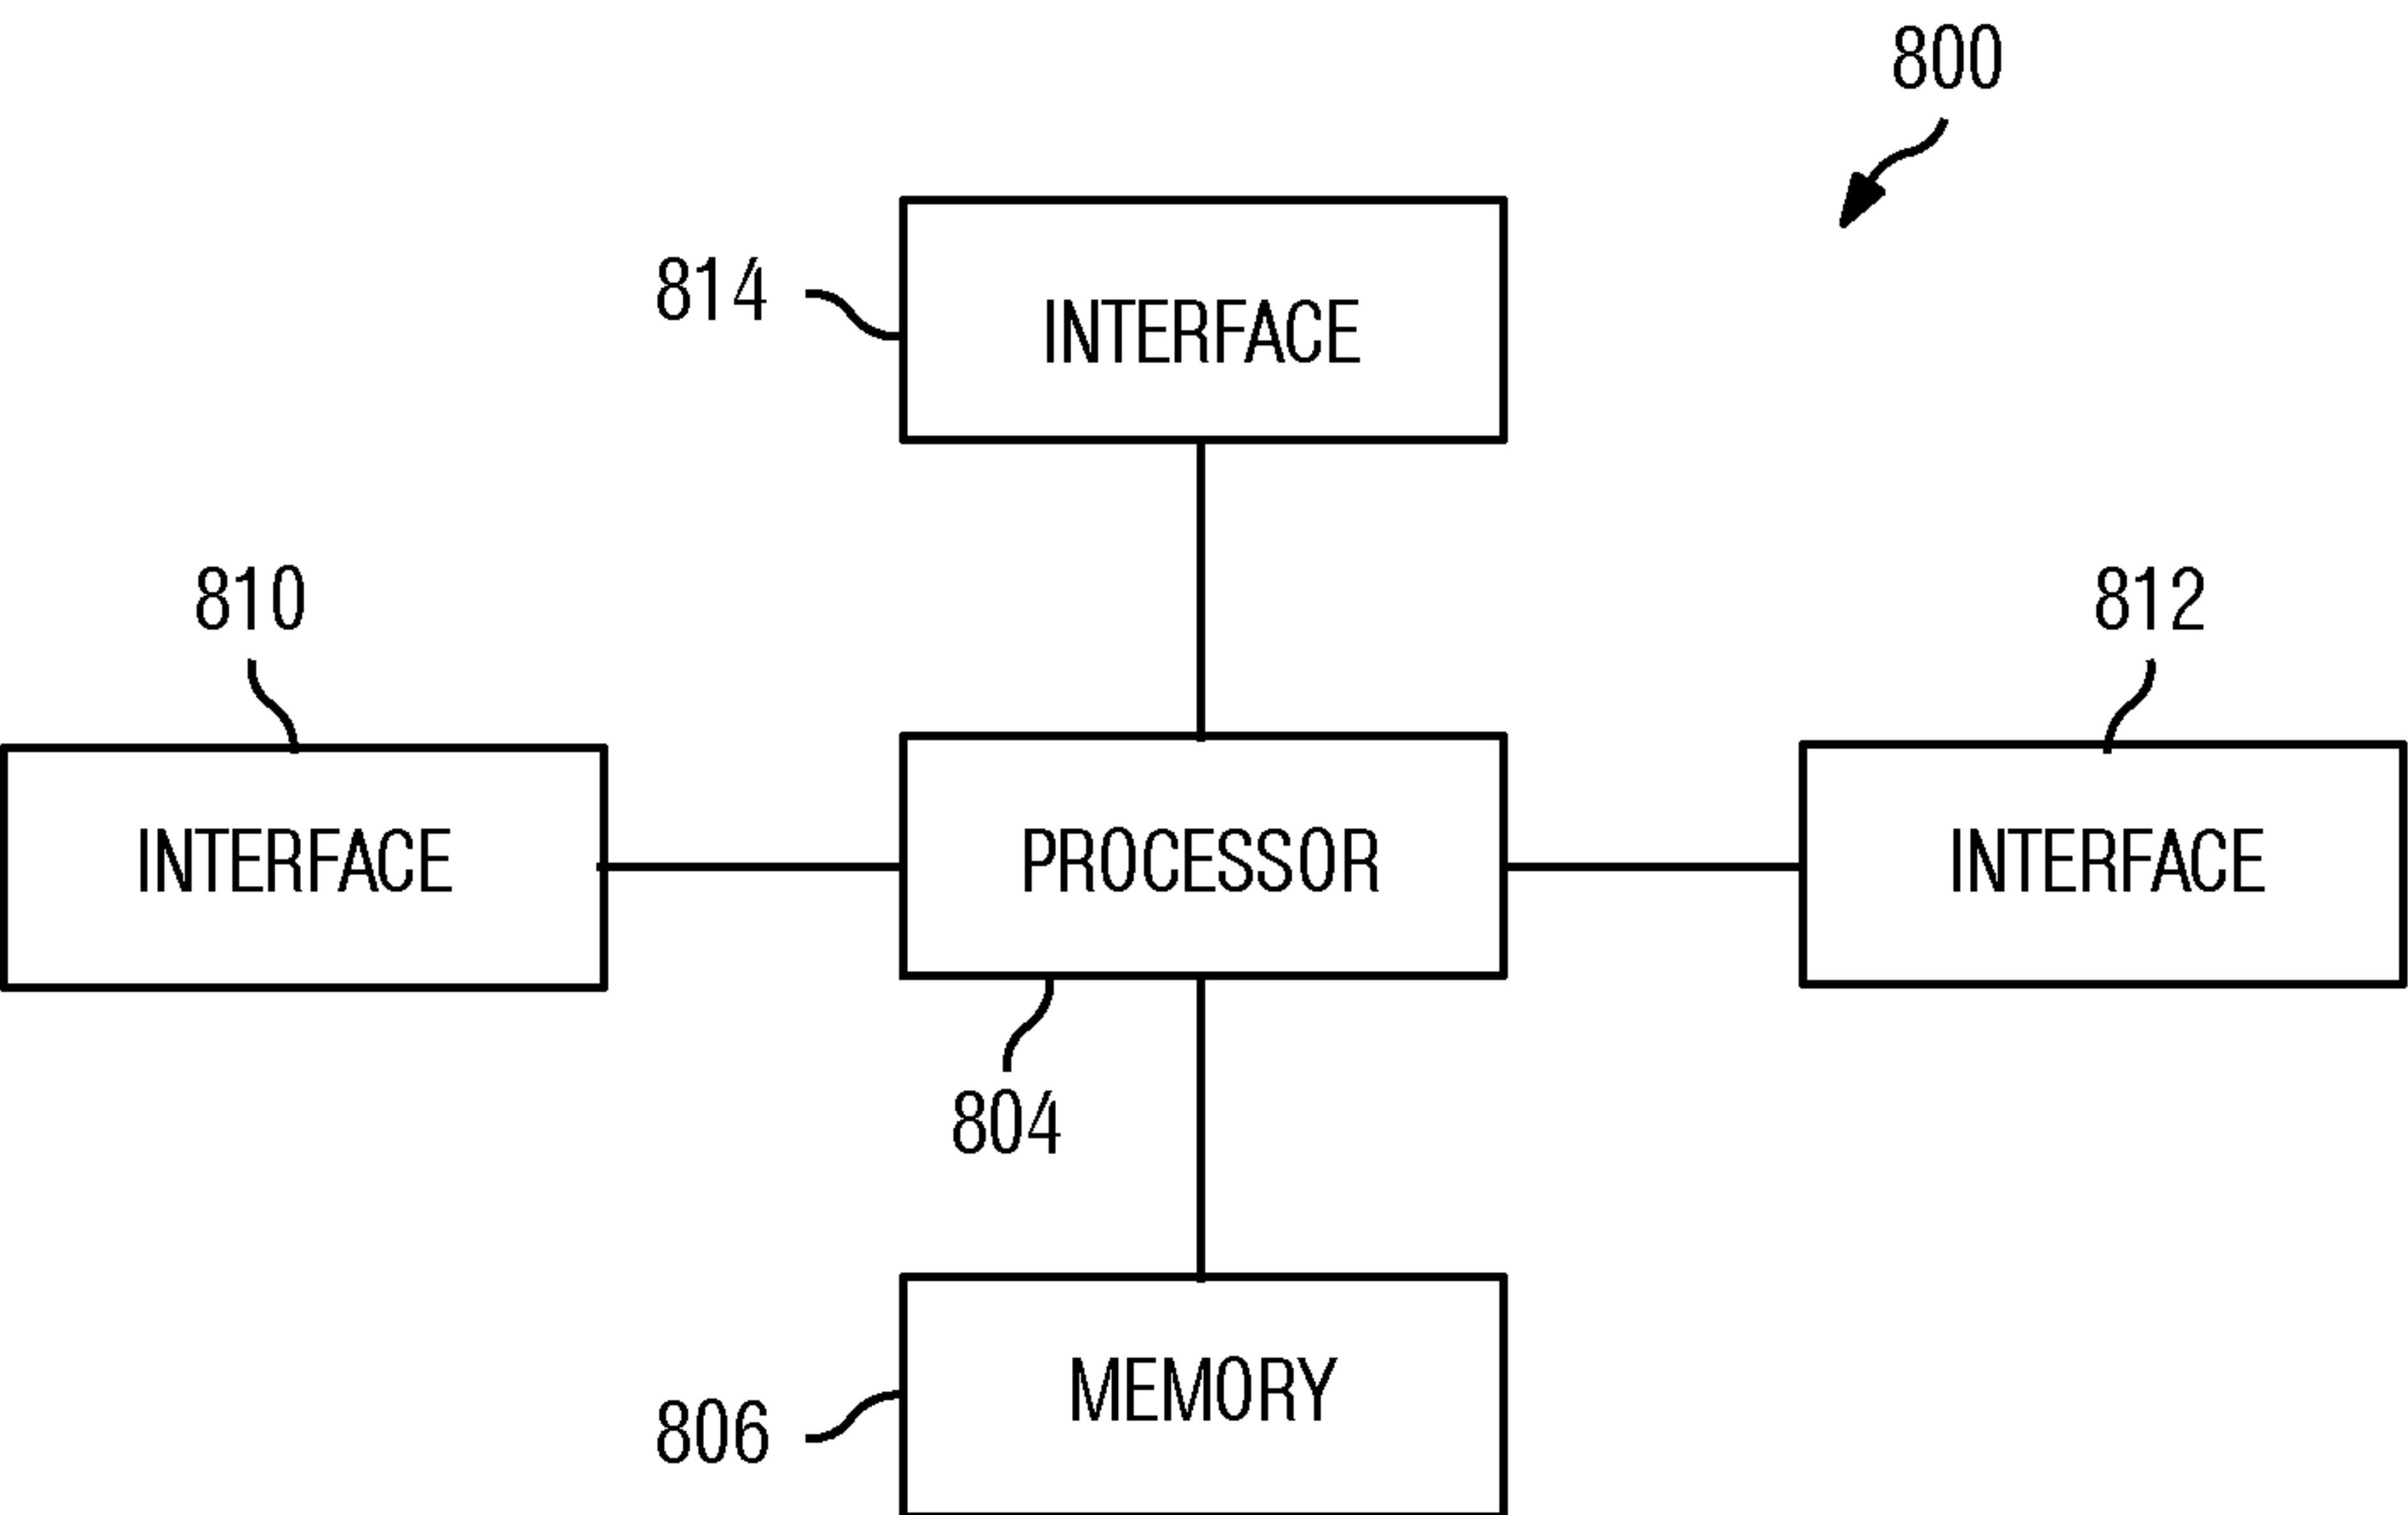 800
814
INTERFACE
810
812
INTERFACE
PROCESSOR
INTERFACE
804
MEMORY
806